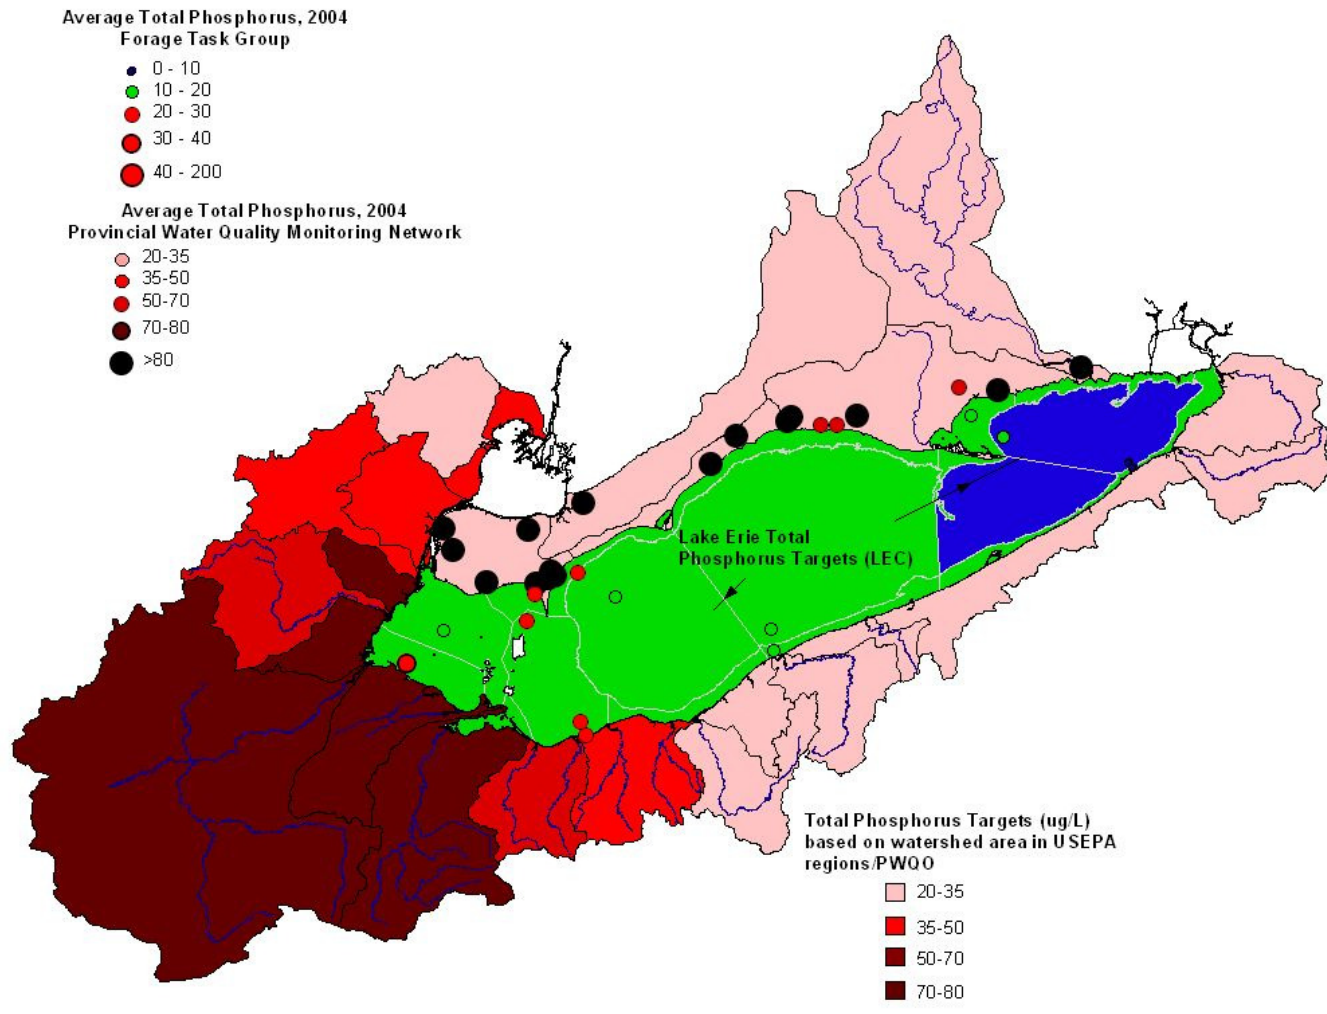 Average Total Phosphorus, 2004
Forage Task Group
0 - 10
10 - 20
20 - 30
30 - 40
40 - 200
Average Total Phosphorus, 2004
Provincial Water Quality Monitoring Network
20-35
35-50
50-70
70-80
>80
Lake Erie Total
Phosphorus Targets (LEC)
Total Phosphorus Targets (ug/L)
based on watershed area in USEPA
regions/PWQO
20-35
35-50
50-70
70-80